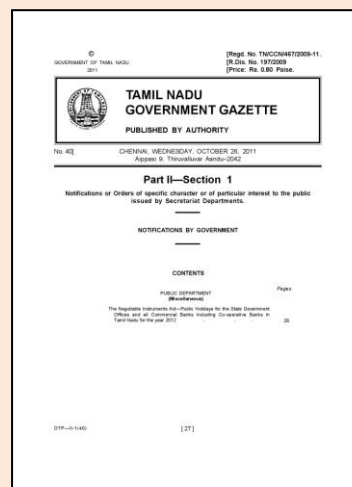 ©
GOVERNMENT OF TAMIL NADU
2011
[Regd. No. TN/CCN/467/2009-11.
[R.Dis. No. 197/2009
[Price: Re. 0.80 Paise.
TAMIL NADU
GOVERNMENT GAZETTE
PUBLISHED BY AUTHORITY
No. 40]
CHENNAI, WEDNESDAY, OCTOBER 26, 2011
Aippasi 9, Thiruvalluvar Aandu–2042
Part II—Section 1
Notifications or Orders of specific character or of particular interest to the public
issued by Secretariat Departments.
NOTIFICATIONS BY GOVERNMENT
CONTENTS
Pages
PUBLIC DEPARTMENT
(Miscellaneous)
The Negotiable Instruments Act—Public Holidays for the State Government
Offices and all Commercial Banks including Co-operative Banks in
Tamil Nadu for the year 2012 . . . .
DTP—II-1(40)
[ 27 ]